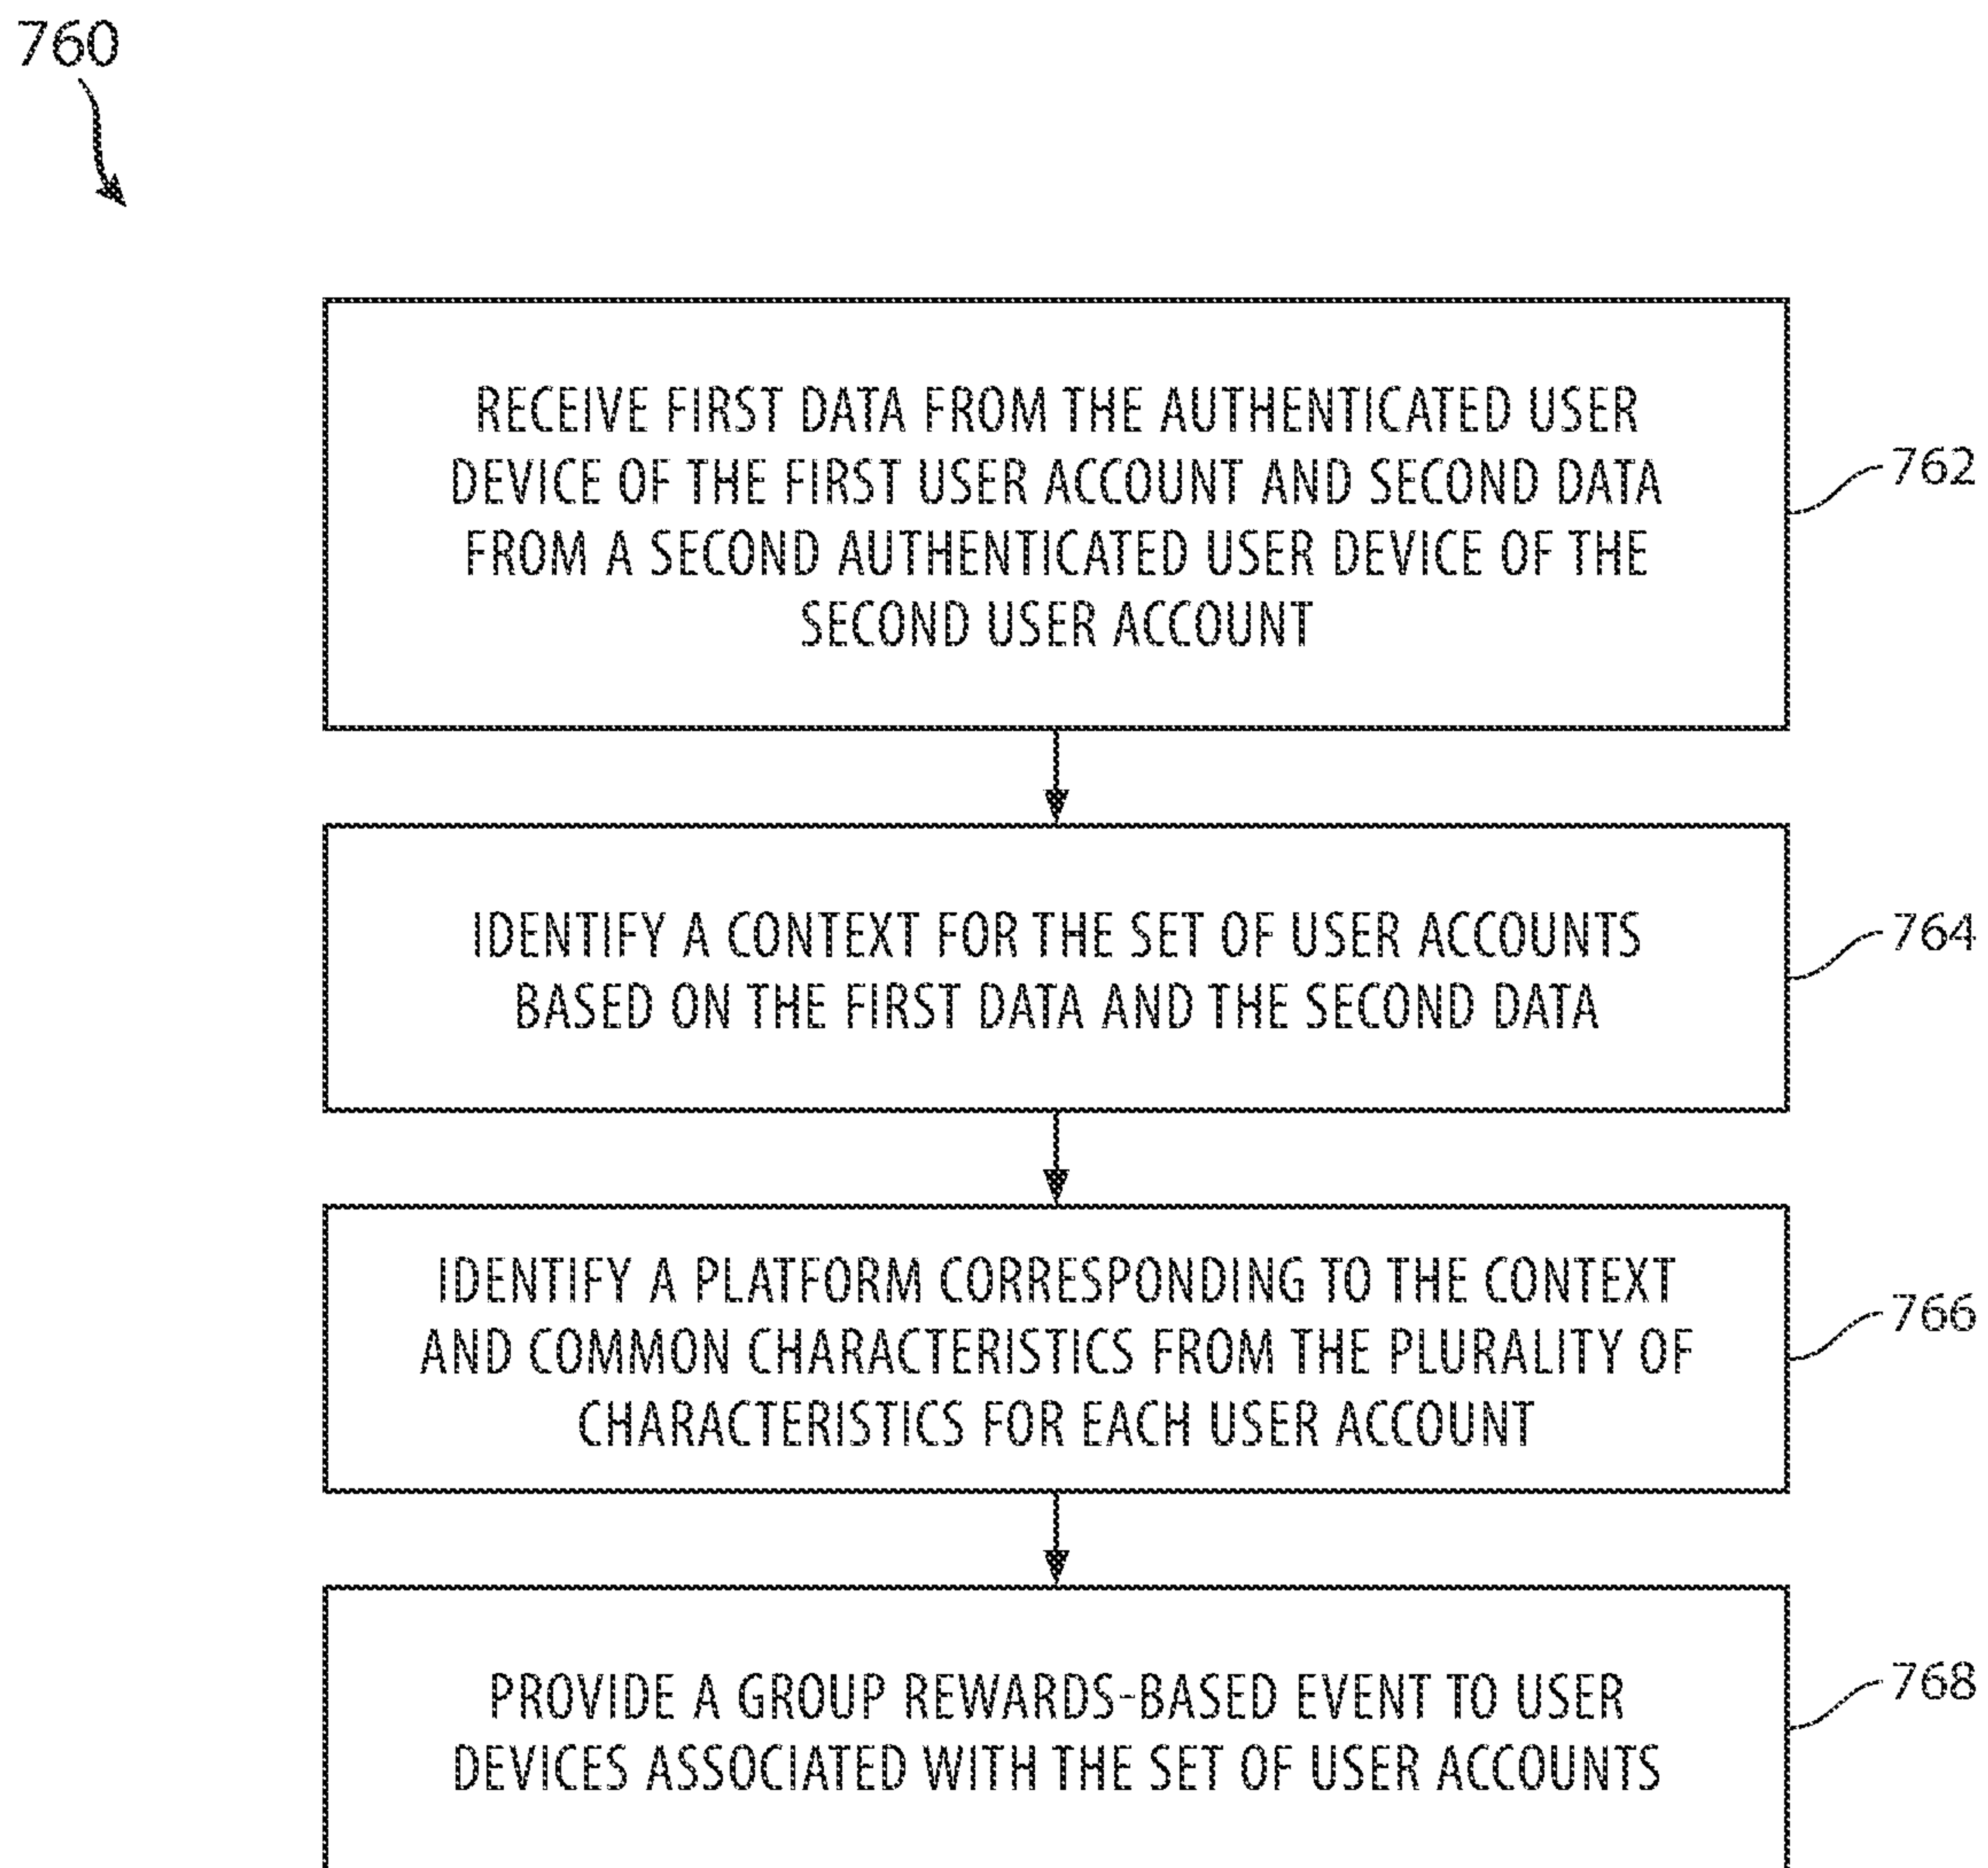 760
RECEIVE FIRST DATA FROM THE AUTHENTICATED USER
DEVICE OF THE FIRST USER ACCOUNT AND SECOND DATA
FROM A SECOND AUTHENTICATED USER DEVICE OF THE
SECOND USER ACCOUNT
762
IDENTIFY A CONTEXT FOR THE SET OF USER ACCOUNTS
BASED ON THE FIRST DATA AND THE SECOND DATA
764
IDENTIFY A PLATFORM CORRESPONDING TO THE CONTEXT
AND COMMON CHARACTERISTICS FROM THE PLURALITY OF
CHARACTERISTICS FOR EACH USER ACCOUNT
766
PROVIDE A GROUP REWARDS-BASED EVENT TO USER
DEVICES ASSOCIATED WITH THE SET OF USER ACCOUNTS
768